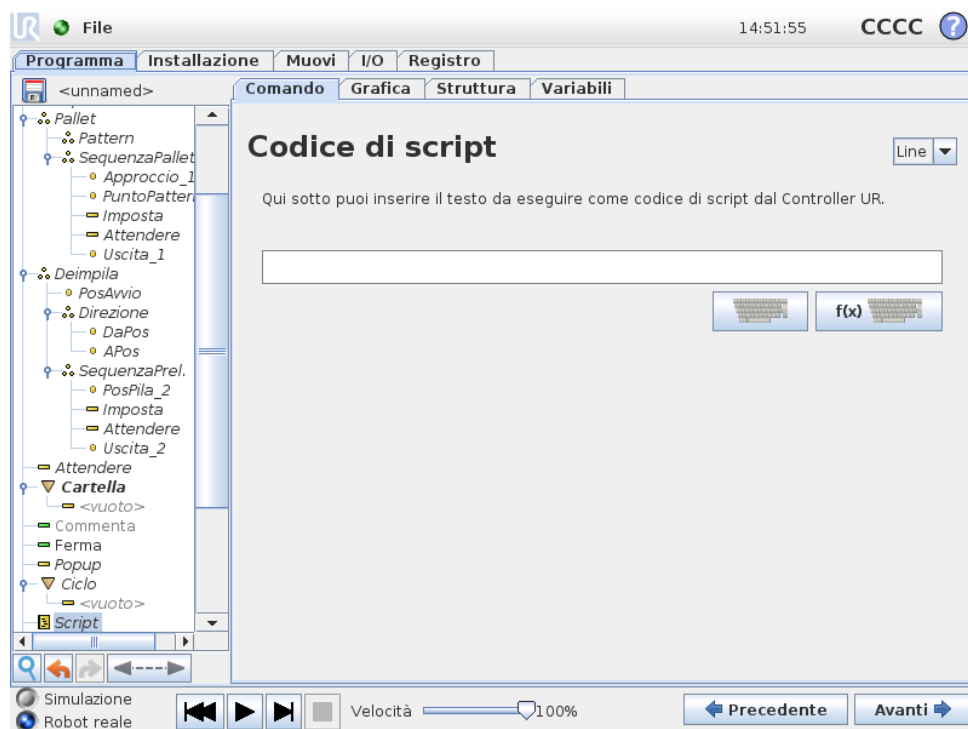 UR File 14:51:55 CCCC ?
Programma Installazione Muovi I/O Registro
<unnamed> Comando Grafica Struttura Variabili
Pallet
Pattern
SequenzaPallet
Approccio_1
PuntoPatter
Imposta
Attendere
Uscita_1
Deimpila
PosAvvio
Direzione
DaPos
APos
SequenzaPrel.
PosPila_2
Imposta
Attendere
Uscita_2
Attendere
Cartella
<vuoto>
Commenta
Ferma
Popup
Ciclo
<vuoto>
Script
Codice di script
Line
Qui sotto puoi inserire il testo da eseguire come codice di script dal Controller UR.
f(x)
Simulazione
Robot reale
Velocità 100%
Precedente Avanti